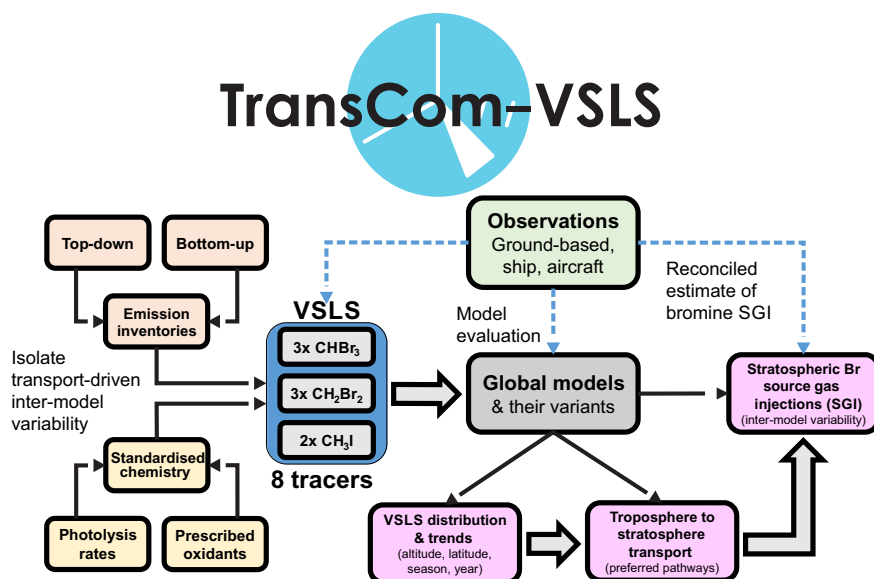 TransCom–VSLS
Top-down
Bottom-up
Emission
inventories
Isolate
transport-driven
inter-model
variability
Standardised
chemistry
Photolysis
rates
Prescribed
oxidants
VSLS
3x CHBr₃
3x CH₂Br₂
2x CH₃I
8 tracers
Observations
Ground-based,
ship, aircraft
Model
evaluation
Reconciled
estimate of
bromine SGI
Global models
& their variants
Stratospheric Br
source gas
injections (SGI)
(inter-model variability)
VSLS distribution
& trends
(altitude, latitude,
season, year)
Troposphere to
stratosphere
transport
(preferred pathways)